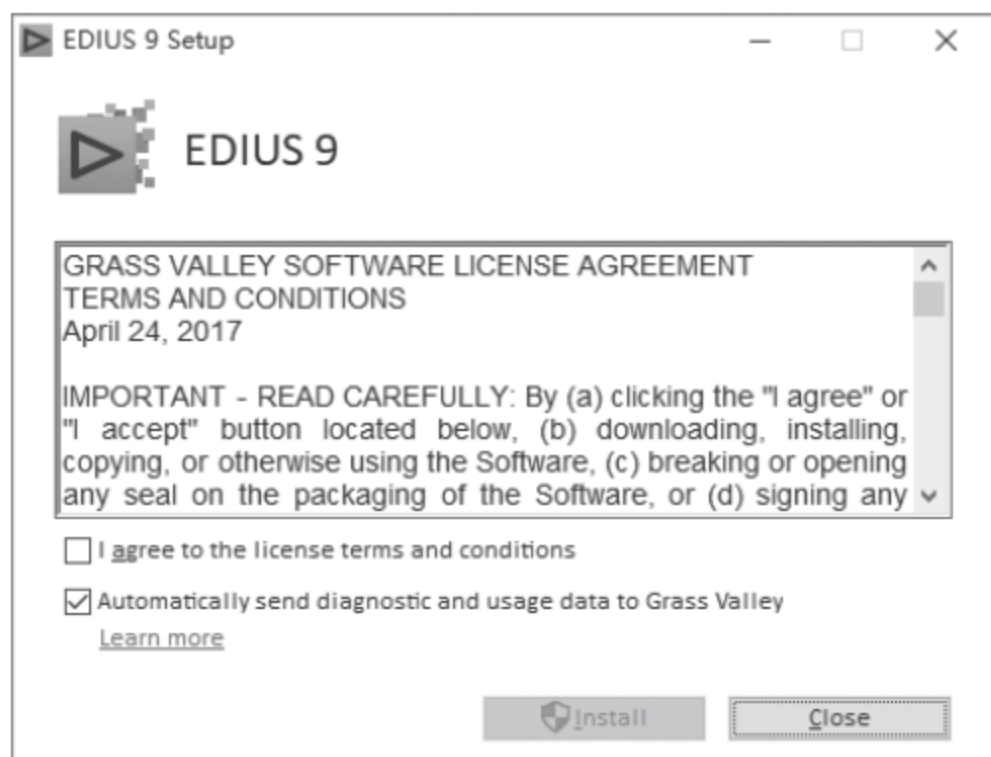 EDIUS 9 Setup
EDIUS 9
GRASS VALLEY SOFTWARE LICENSE AGREEMENT
TERMS AND CONDITIONS
April 24, 2017
IMPORTANT - READ CAREFULLY: By (a) clicking the "I agree" or
"I accept" button located below, (b) downloading, installing,
copying, or otherwise using the Software, (c) breaking or opening
any seal on the packaging of the Software, or (d) signing any
I agree to the license terms and conditions
Automatically send diagnostic and usage data to Grass Valley
Learn more
Install
Close